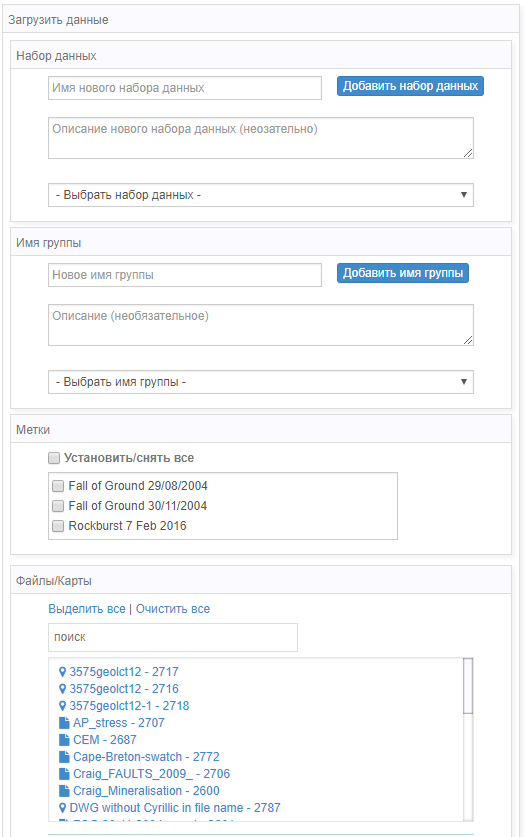 Загрузить данные
Набор данных
Имя нового набора данных
Добавить набор данных
Описание нового набора данных (неозательно)
- Выбрать набор данных -
Имя группы
Новое имя группы
Добавить имя группы
Описание (необязательное)
- Выбрать имя группы -
Метки
Установить/снять все
Fall of Ground 29/08/2004
Fall of Ground 30/11/2004
Rockburst 7 Feb 2016
Файлы/Карты
Выделить все | Очистить все
поиск
3575geolct12 - 2717
3575geolct12 - 2716
3575geolct12-1 - 2718
AP_stress - 2707
CEM - 2687
Cape-Breton-swatch - 2772
Craig_FAULTS_2009_ - 2706
Craig_Mineralisation - 2600
DWG without Cyrillic in file name - 2787